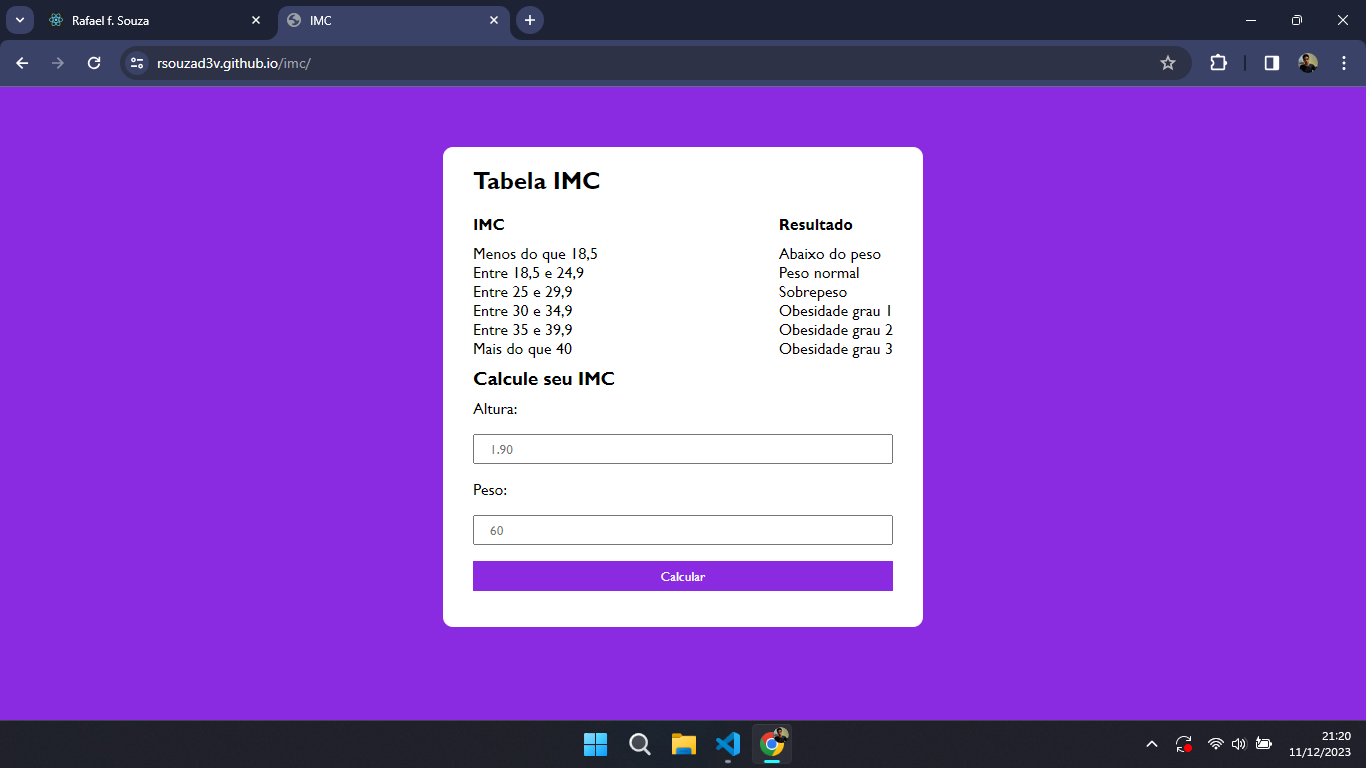 Rafael f. Souza
IMC
rsouzad3v.github.io/imc/
Tabela IMC
IMC Resultado
Menos do que 18,5 Abaixo do peso
Entre 18,5 e 24,9 Peso normal
Entre 25 e 29,9 Sobrepeso
Entre 30 e 34,9 Obesidade grau 1
Entre 35 e 39,9 Obesidade grau 2
Mais do que 40 Obesidade grau 3
Calcule seu IMC
Altura:
1.90
Peso:
60
Calcular
21:20
11/12/2023